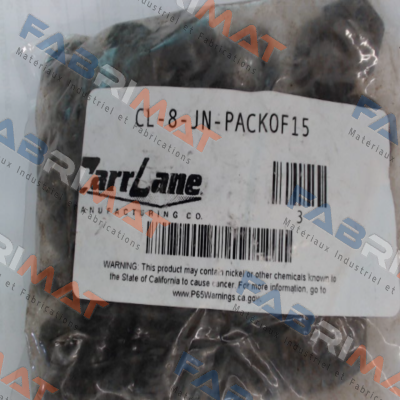 CL-8-JN-PACKOF15
CarrLane
ANUFACTURING CO.
3
WARNING: This product may contain nickel or other chemicals known to
the State of California to cause cancer. For more information, go to
www.P65Warnings.ca.gov
FABRIMAT
Materiaux Industriel et Fabrications